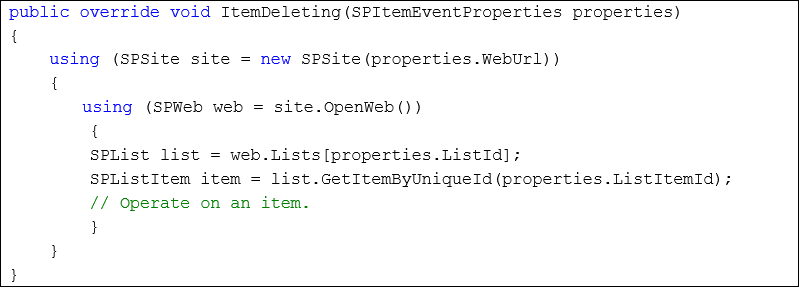 public override void ItemDeleting(SPItemEventProperties properties)
{
using (SPSite site = new SPSite(properties.WebUrl))
{
using (SPWeb web = site.OpenWeb())
{
SPList list = web.Lists[properties.ListId];
SPListItem item = list.GetItemByUniqueId(properties.ListItemId);
// Operate on an item.
}
}
}